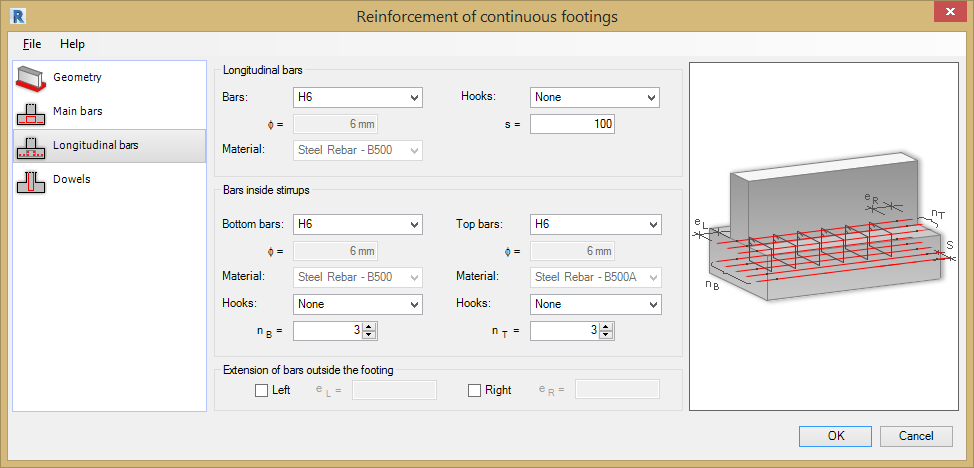 R
Reinforcement of continuous footings
x
File Help
Geometry
Main bars
Longitudinal bars
Dowels
Longitudinal bars
Bars: H6 Hooks: None
ϕ = 6 mm s = 100
Material: Steel Rebar - B500
Bars inside stirrups
Bottom bars: H6 Top bars: H6
ϕ = 6 mm ϕ = 6 mm
Material: Steel Rebar - B500 Material: Steel Rebar - B500A
Hooks: None Hooks: None
n B = 3 n T = 3
Extension of bars outside the footing
Left e L = Right e R =
e R
n T
e L
S
n B
OK Cancel